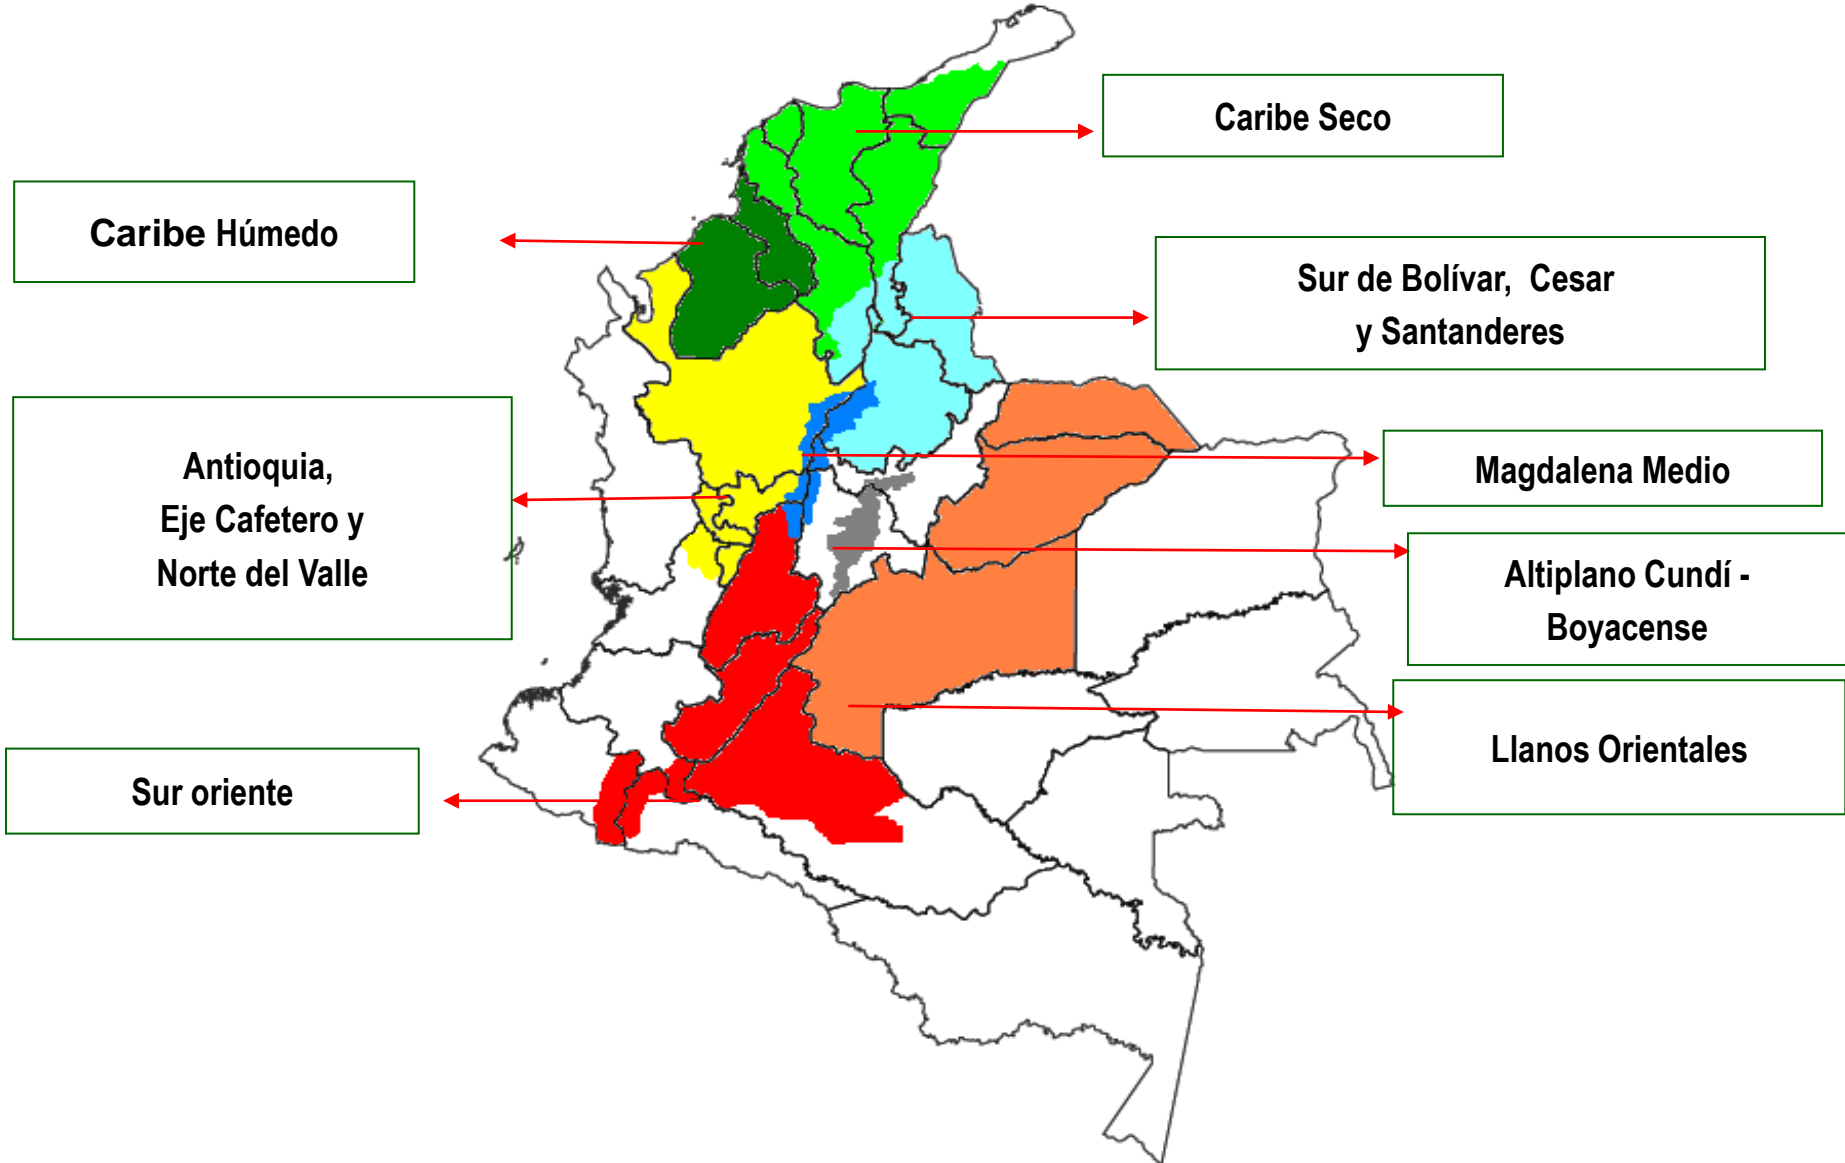 Caribe Seco
Caribe Húmedo
Sur de Bolívar, Cesar
y Santanderes
Antioquia,
Eje Cafetero y
Norte del Valle
Magdalena Medio
Altiplano Cundí -
Boyacense
Llanos Orientales
Sur oriente